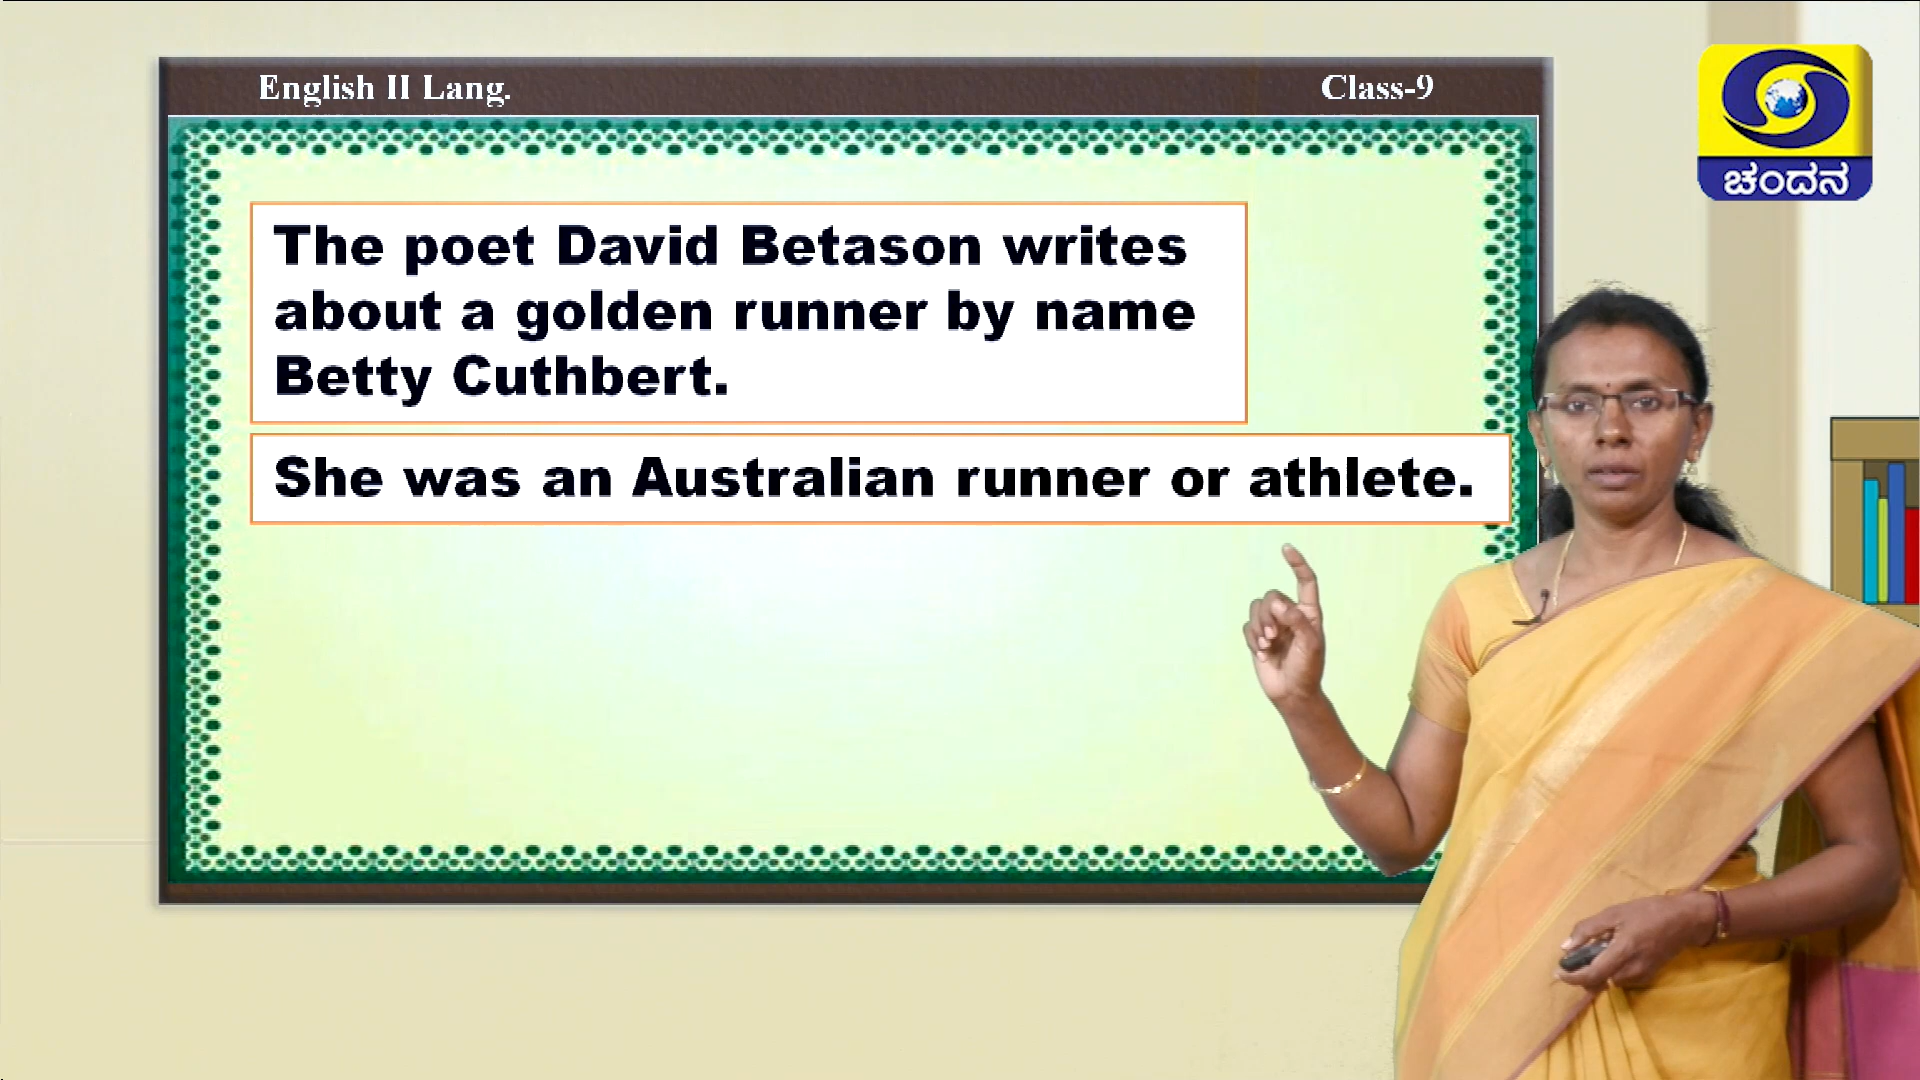 English II Lang.
Class-9
ಚಂದನ
The poet David Betason writes
about a golden runner by name
Betty Cuthbert.
She was an Australian runner or athlete.